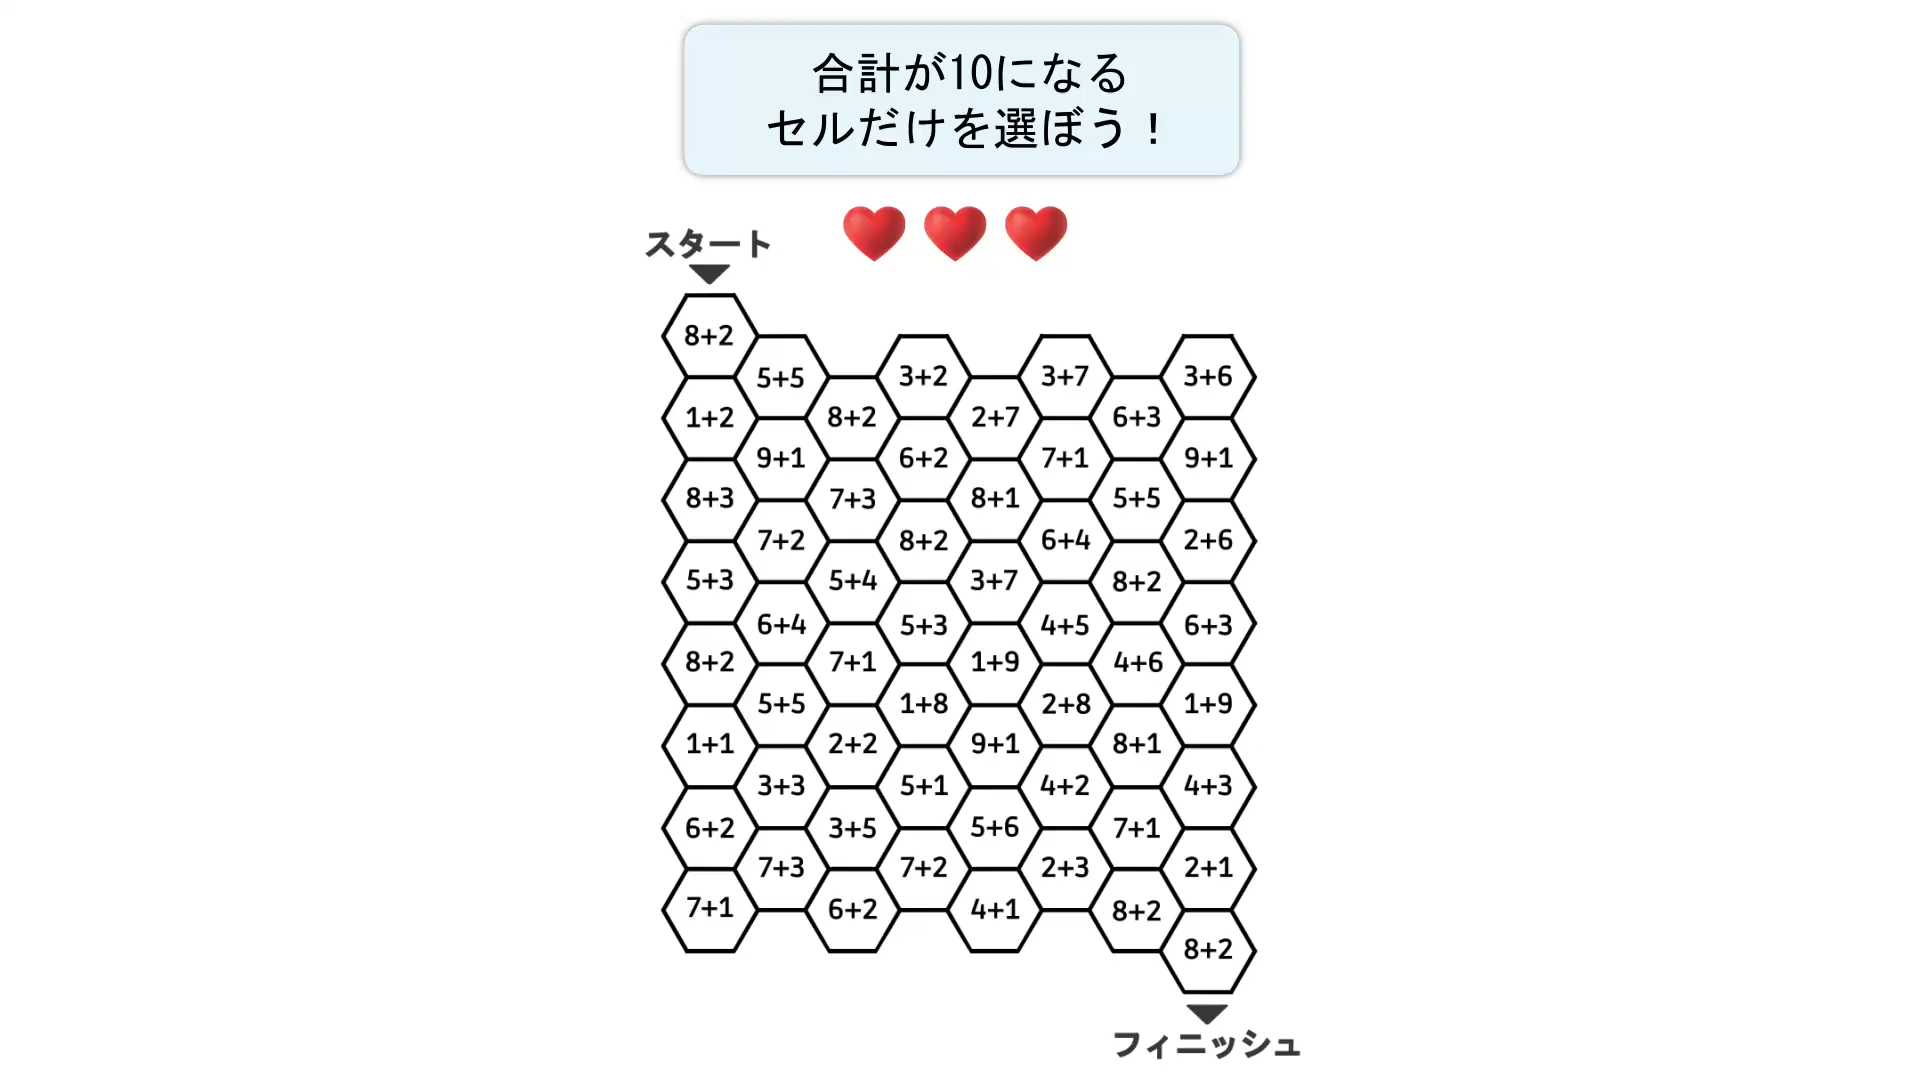 合計が10になる
セルだけを選ぼう！
スタート
8+2
5+5 3+2 3+7 3+6
1+2 8+2 2+7 6+3
9+1 6+2 7+1 9+1
8+3 7+3 8+1 5+5
7+2 8+2 6+4 2+6
5+3 5+4 3+7 8+2
6+4 5+3 4+5 6+3
8+2 7+1 1+9 4+6
5+5 1+8 2+8 1+9
1+1 2+2 9+1 8+1
3+3 5+1 4+2 4+3
6+2 3+5 5+6 7+1
7+3 7+2 2+3 2+1
7+1 6+2 4+1 8+2
8+2
フィニッシュ